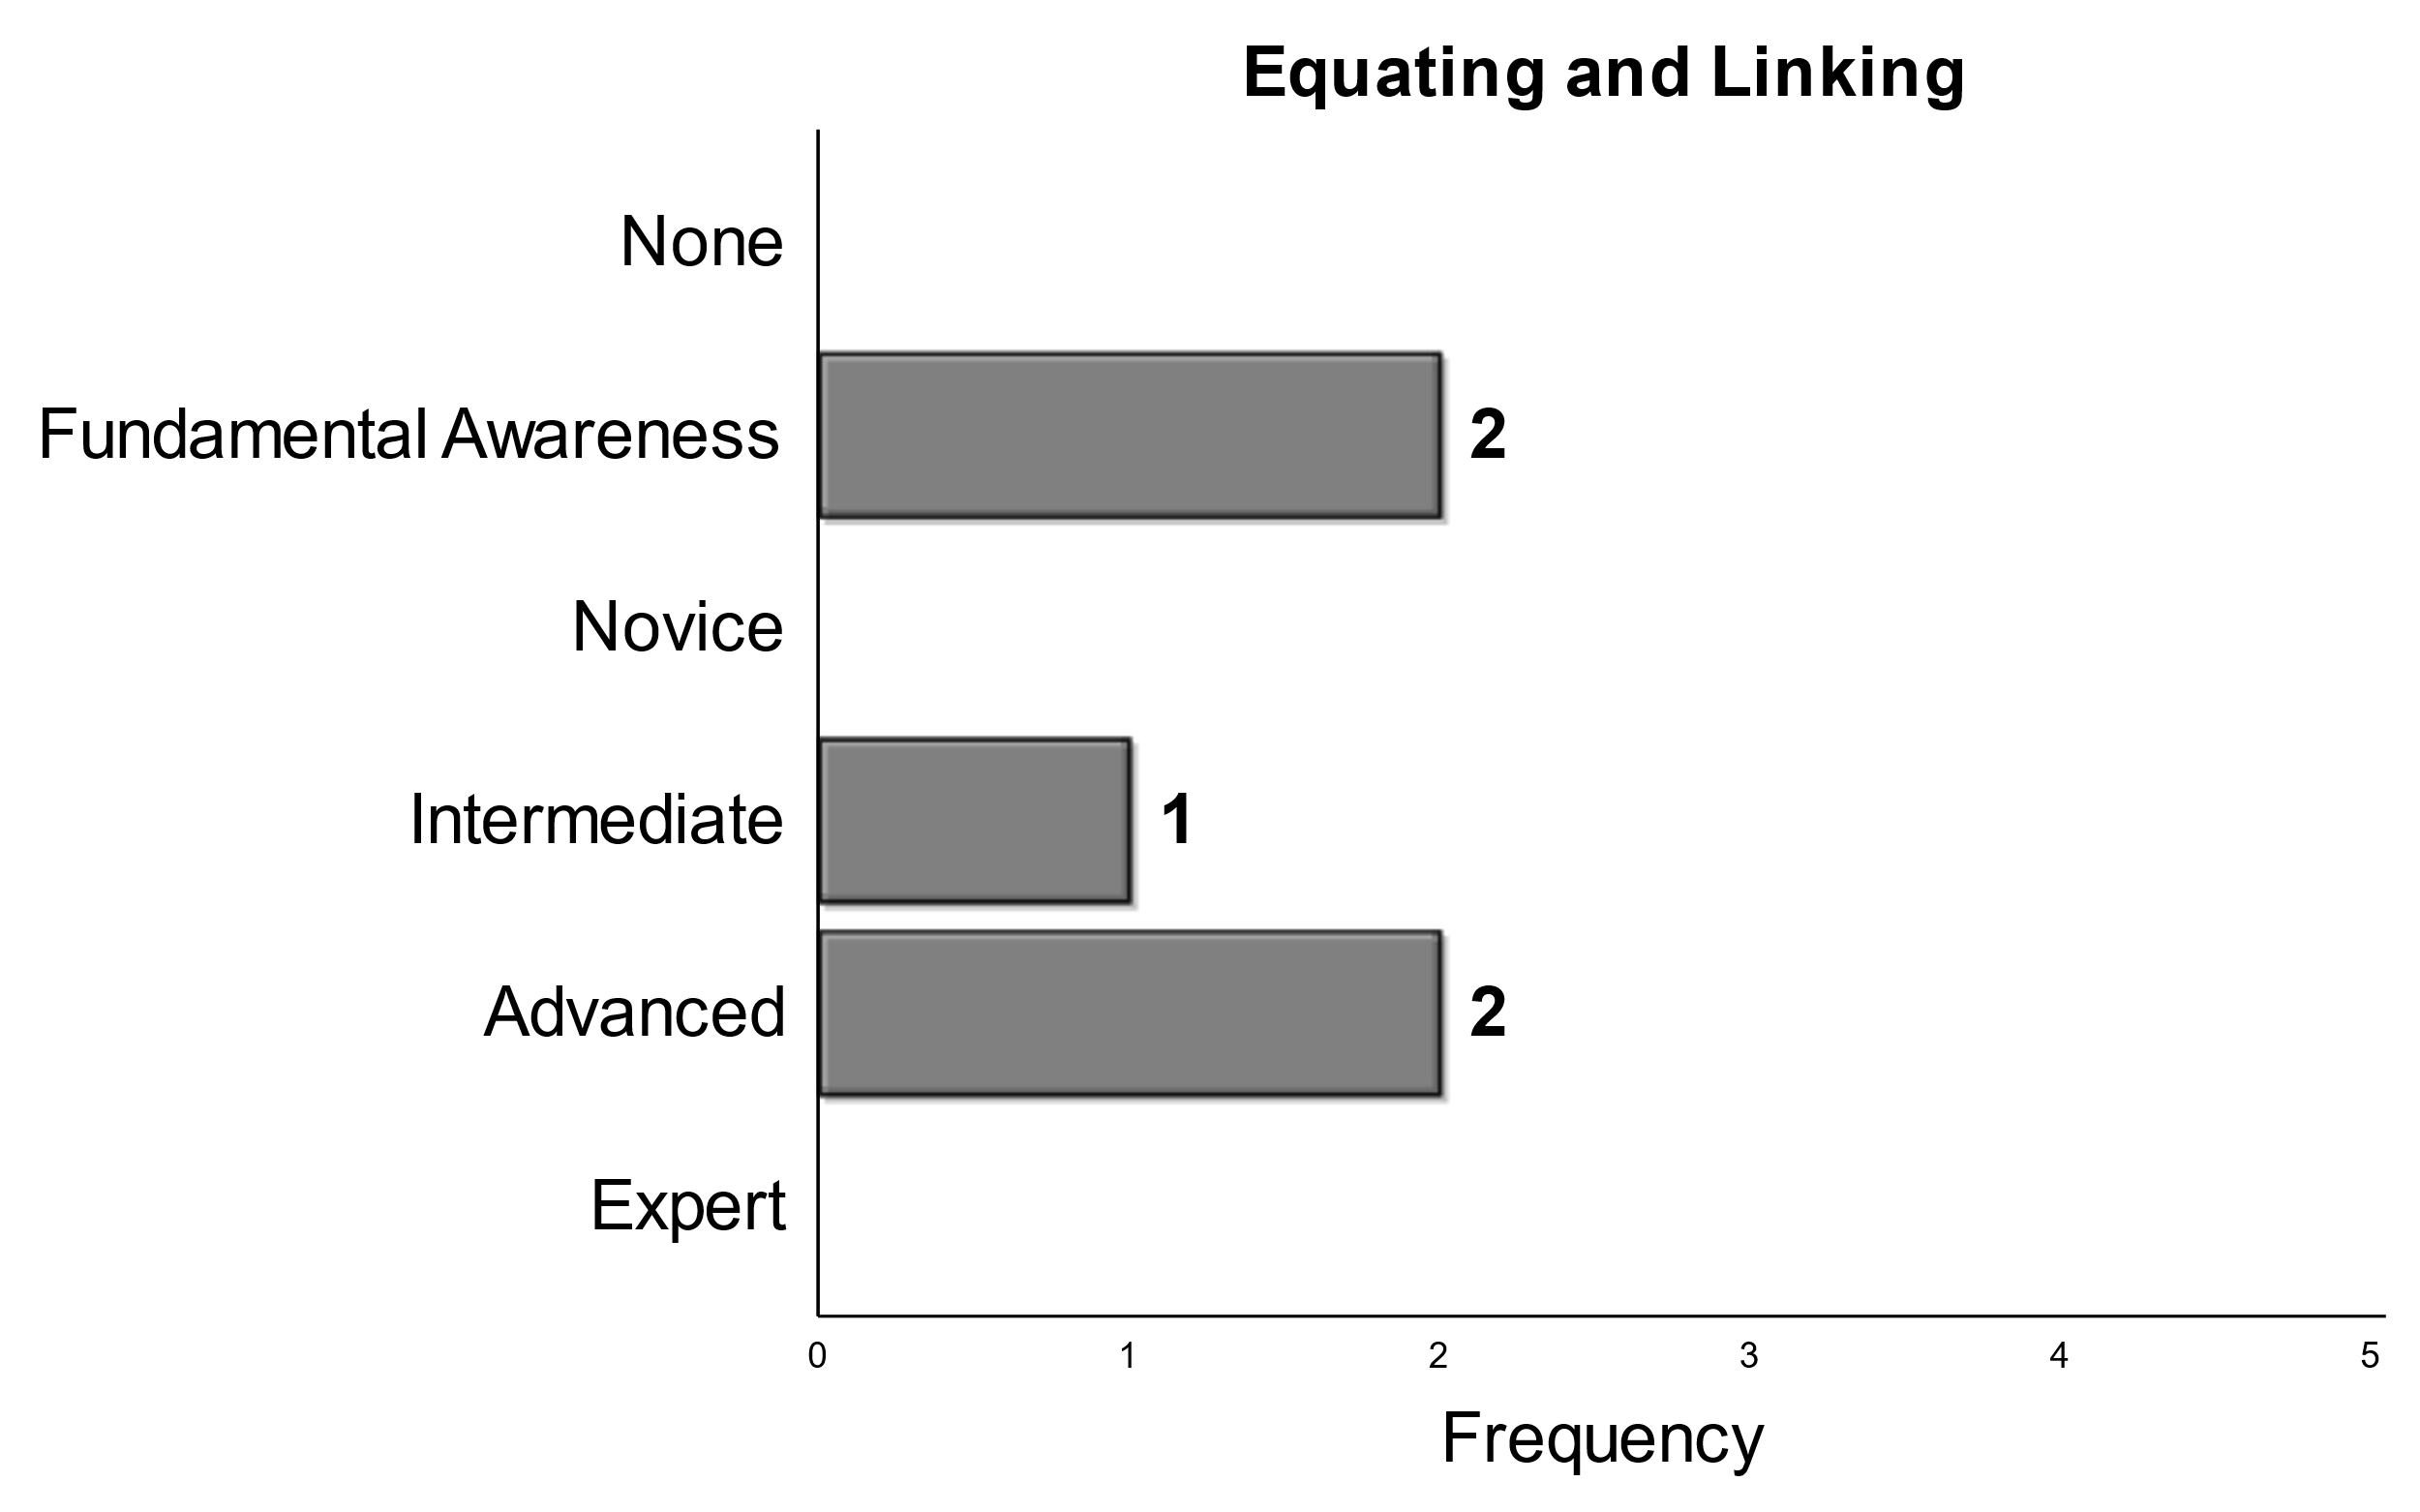 Equating and Linking
None
Fundamental Awareness
2
Novice
Intermediate
1
Advanced
2
Expert
0 1 2 3 4 5
Frequency